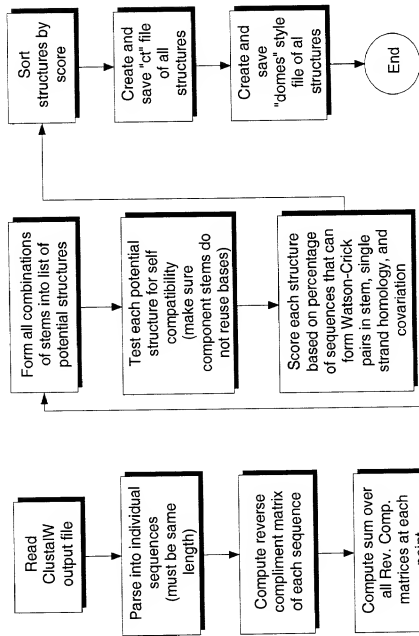 Read
ClustalW
output file
Parse into individual
sequences
(must be same
length)
Compute reverse
compliment matrix
of each sequence
Compute sum over
all Rev. Comp.
matrices at each
point
Form all combinations
of stems into list of
potential structures
Test each potential
structure for self
compatibility
(make sure
component stems do
not reuse bases)
Score each structure
based on percentage
of sequences that can
form Watson-Crick
pairs in stem, single
strand homology, and
covariation
Sort
structures by
score
Create and
save "ct" file
of all
structures
Create and
save
"domes" style
file of al
structures
End